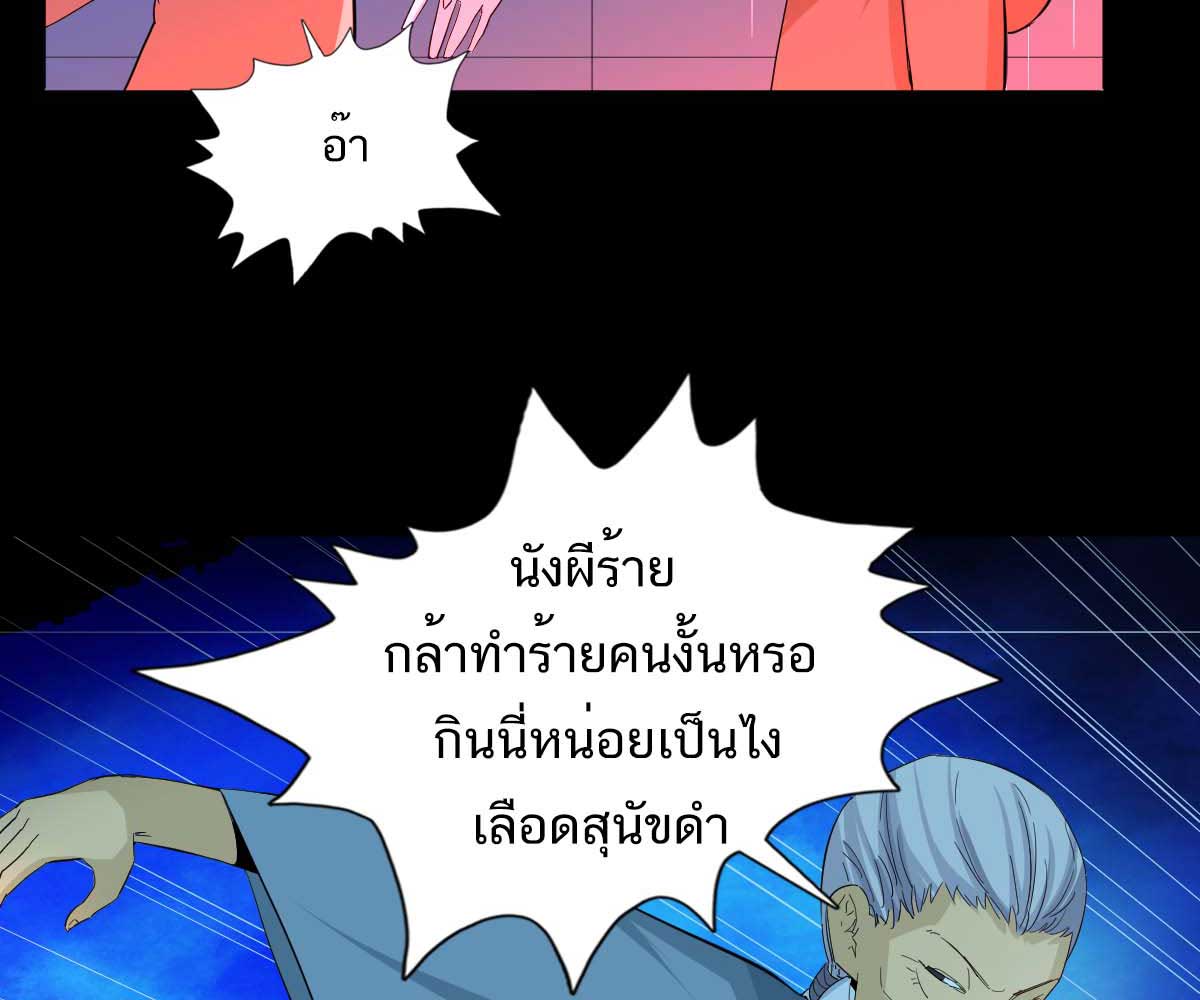 อ๊า
นังผีร้าย
กล้าทำร้ายคนงั้นหรอ
กินนี่หน่อยเป็นไง
เลือดสุนัขดำ